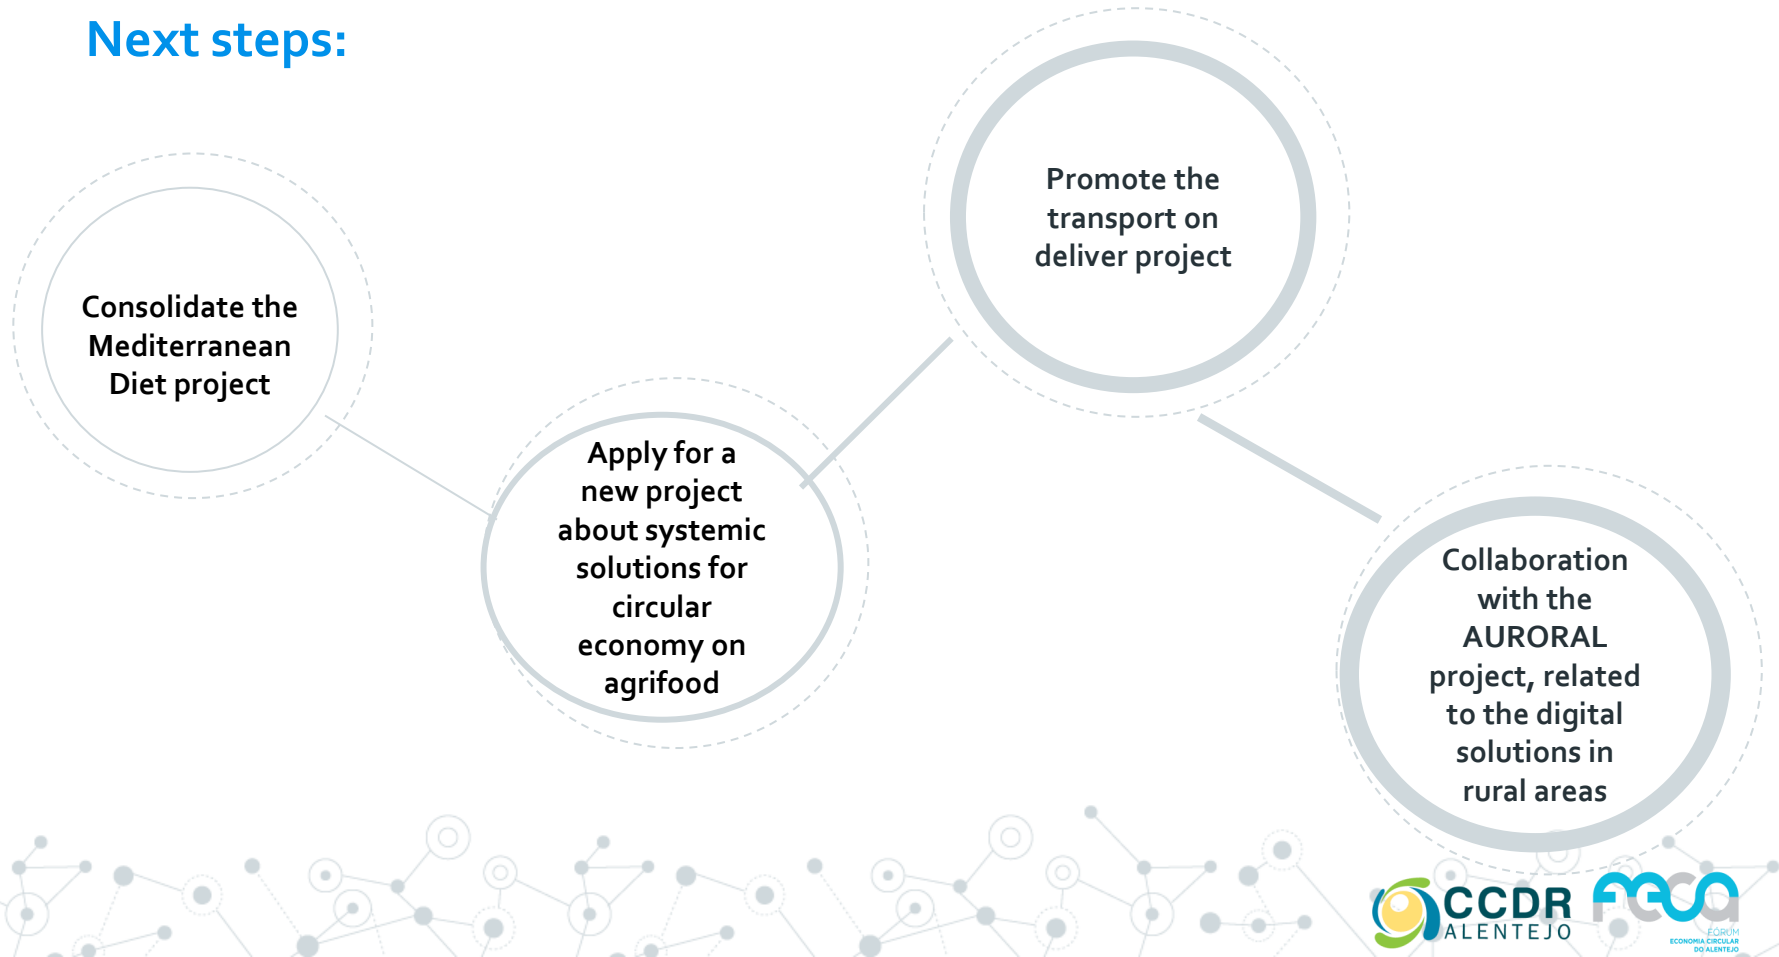 Next steps:
Consolidate the
Mediterranean
Diet project
Apply for a
new project
about systemic
solutions for
circular
economy on
agrifood
Promote the
transport on
deliver project
Collaboration
with the
AURORAL
project, related
to the digital
solutions in
rural areas
CCDR
ALENTEJO
feca
FÓRUM
ECONOMIA CIRCULAR
DO ALENTEJO